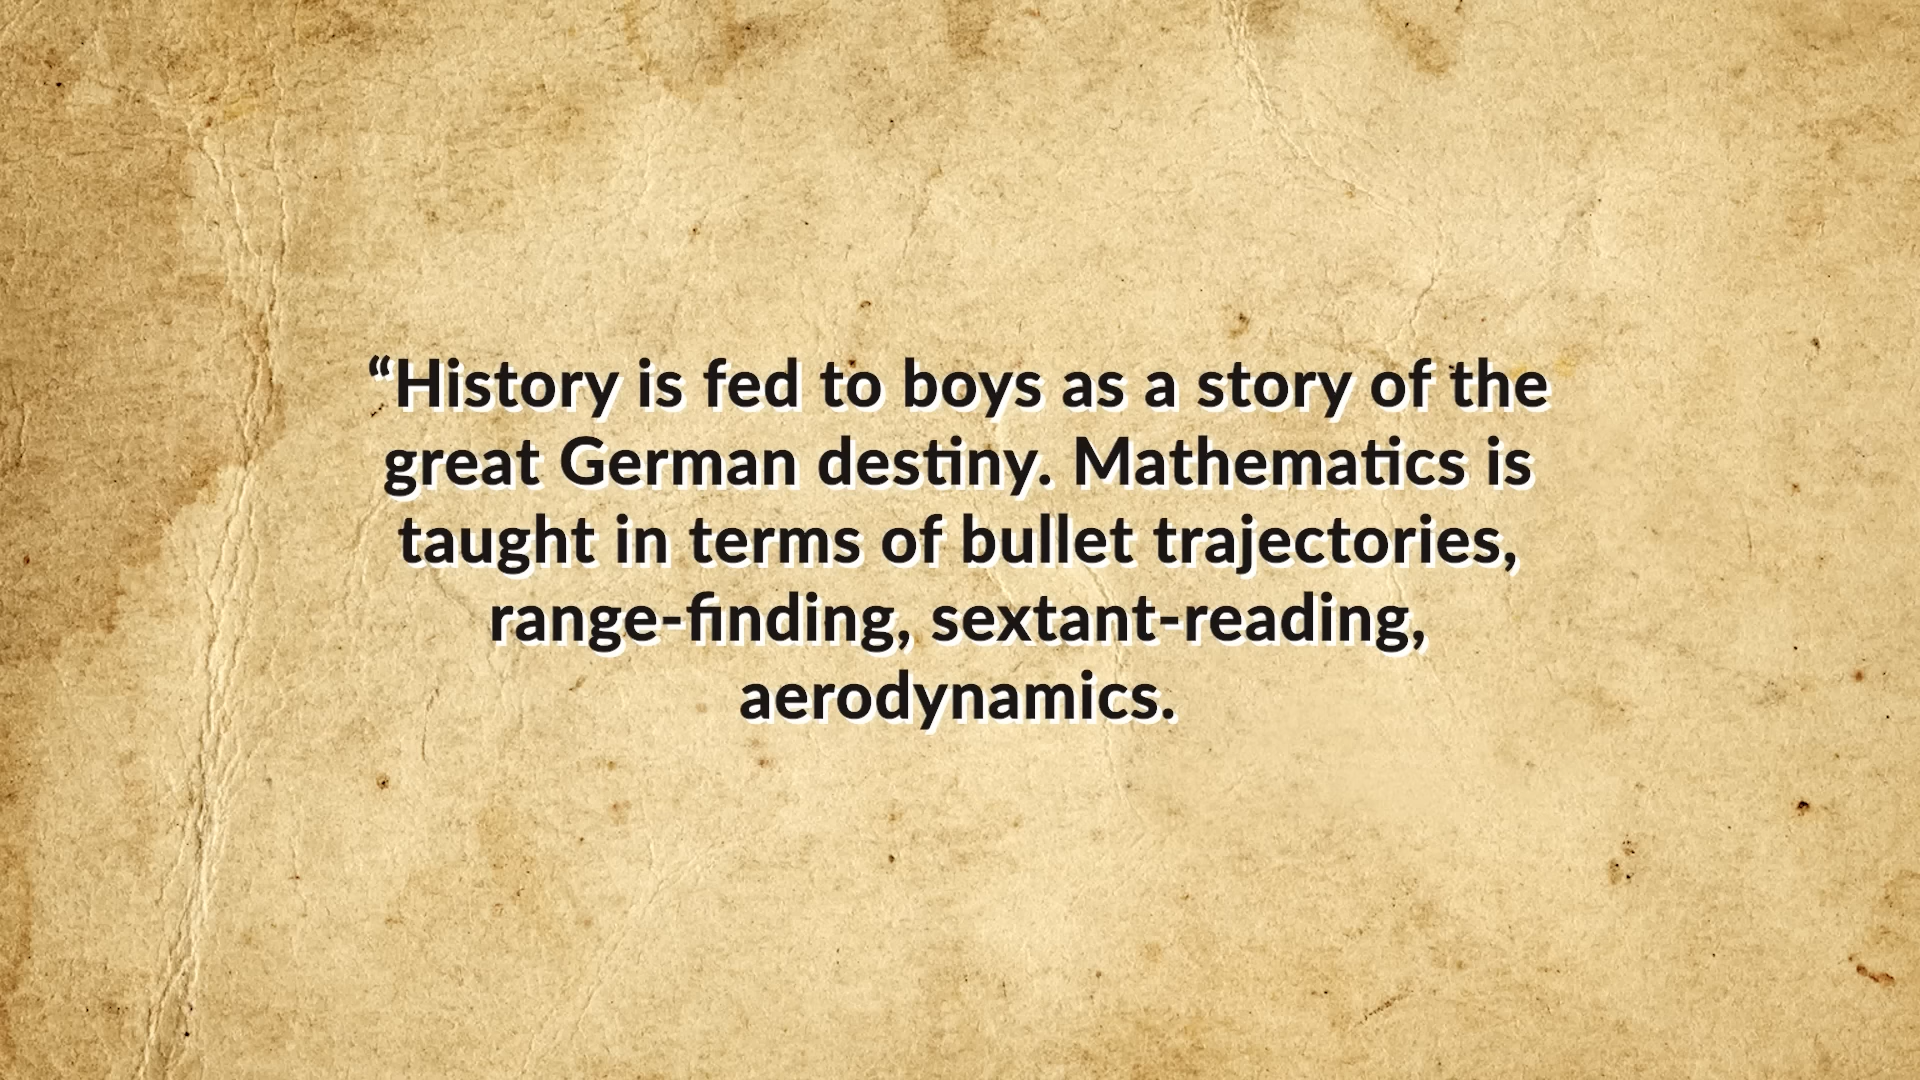 “History is fed to boys as a story of the
great German destiny. Mathematics is
taught in terms of bullet trajectories,
range-finding, sextant-reading,
aerodynamics.